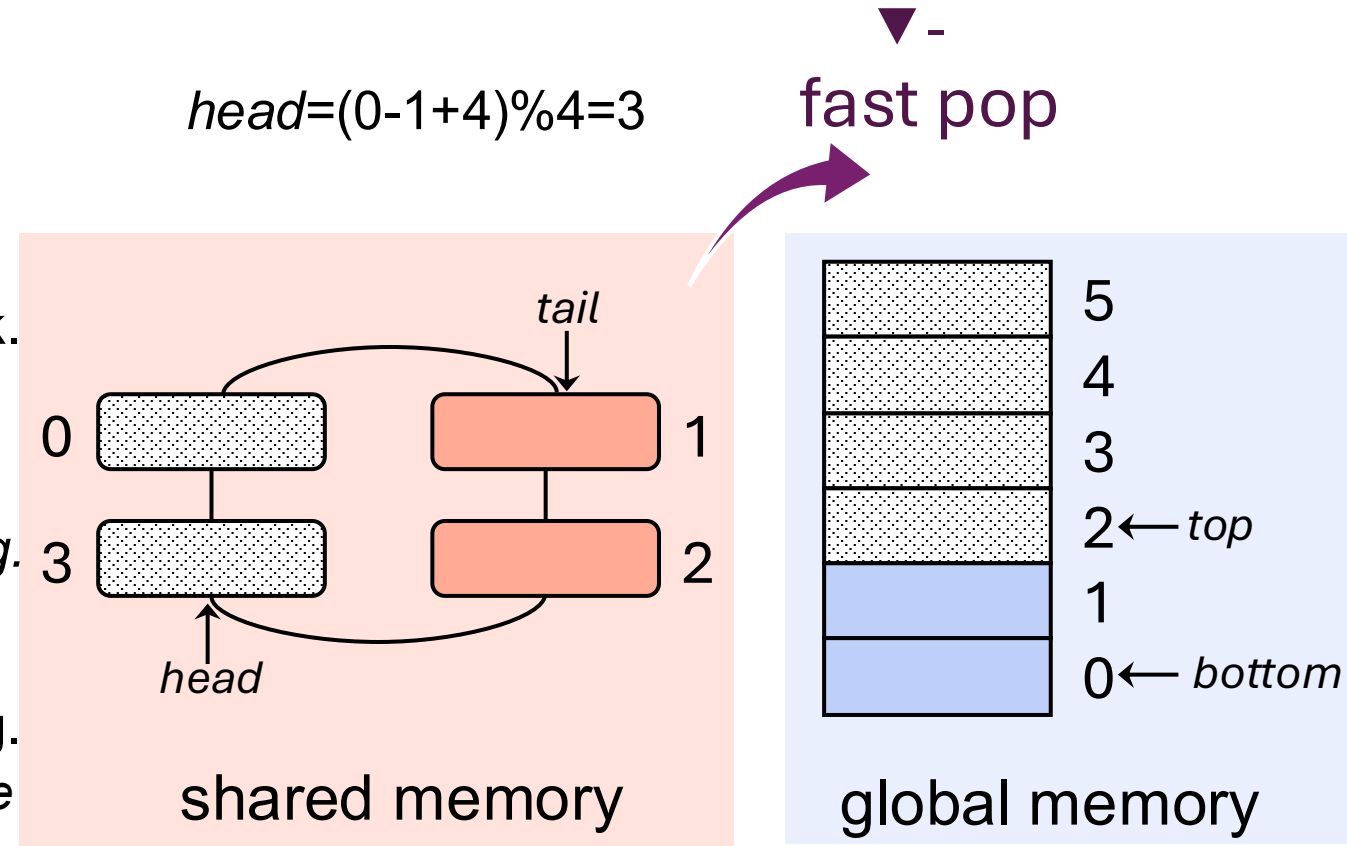 head=(0-1+4)%4=3
fast pop
k.
tail
0
1
g.
3
2
head
g.
e
shared memory
5
4
3
2
top
1
0
bottom
global memory